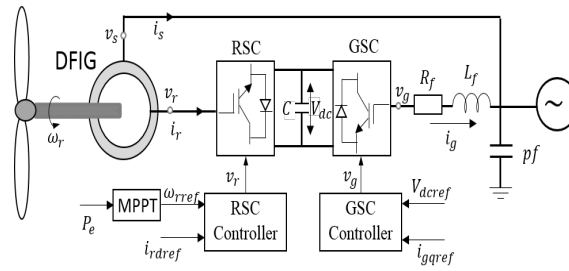 v_s
i_s
DFIG
RSC
GSC
v_r
i_r
ω_r
C
V_dc
v_g
R_f
L_f
i_g
pf
~
v_r
v_g
P_e
MPPT
ω_rref
RSC
Controller
i_rdref
GSC
Controller
V_dcref
i_gqref